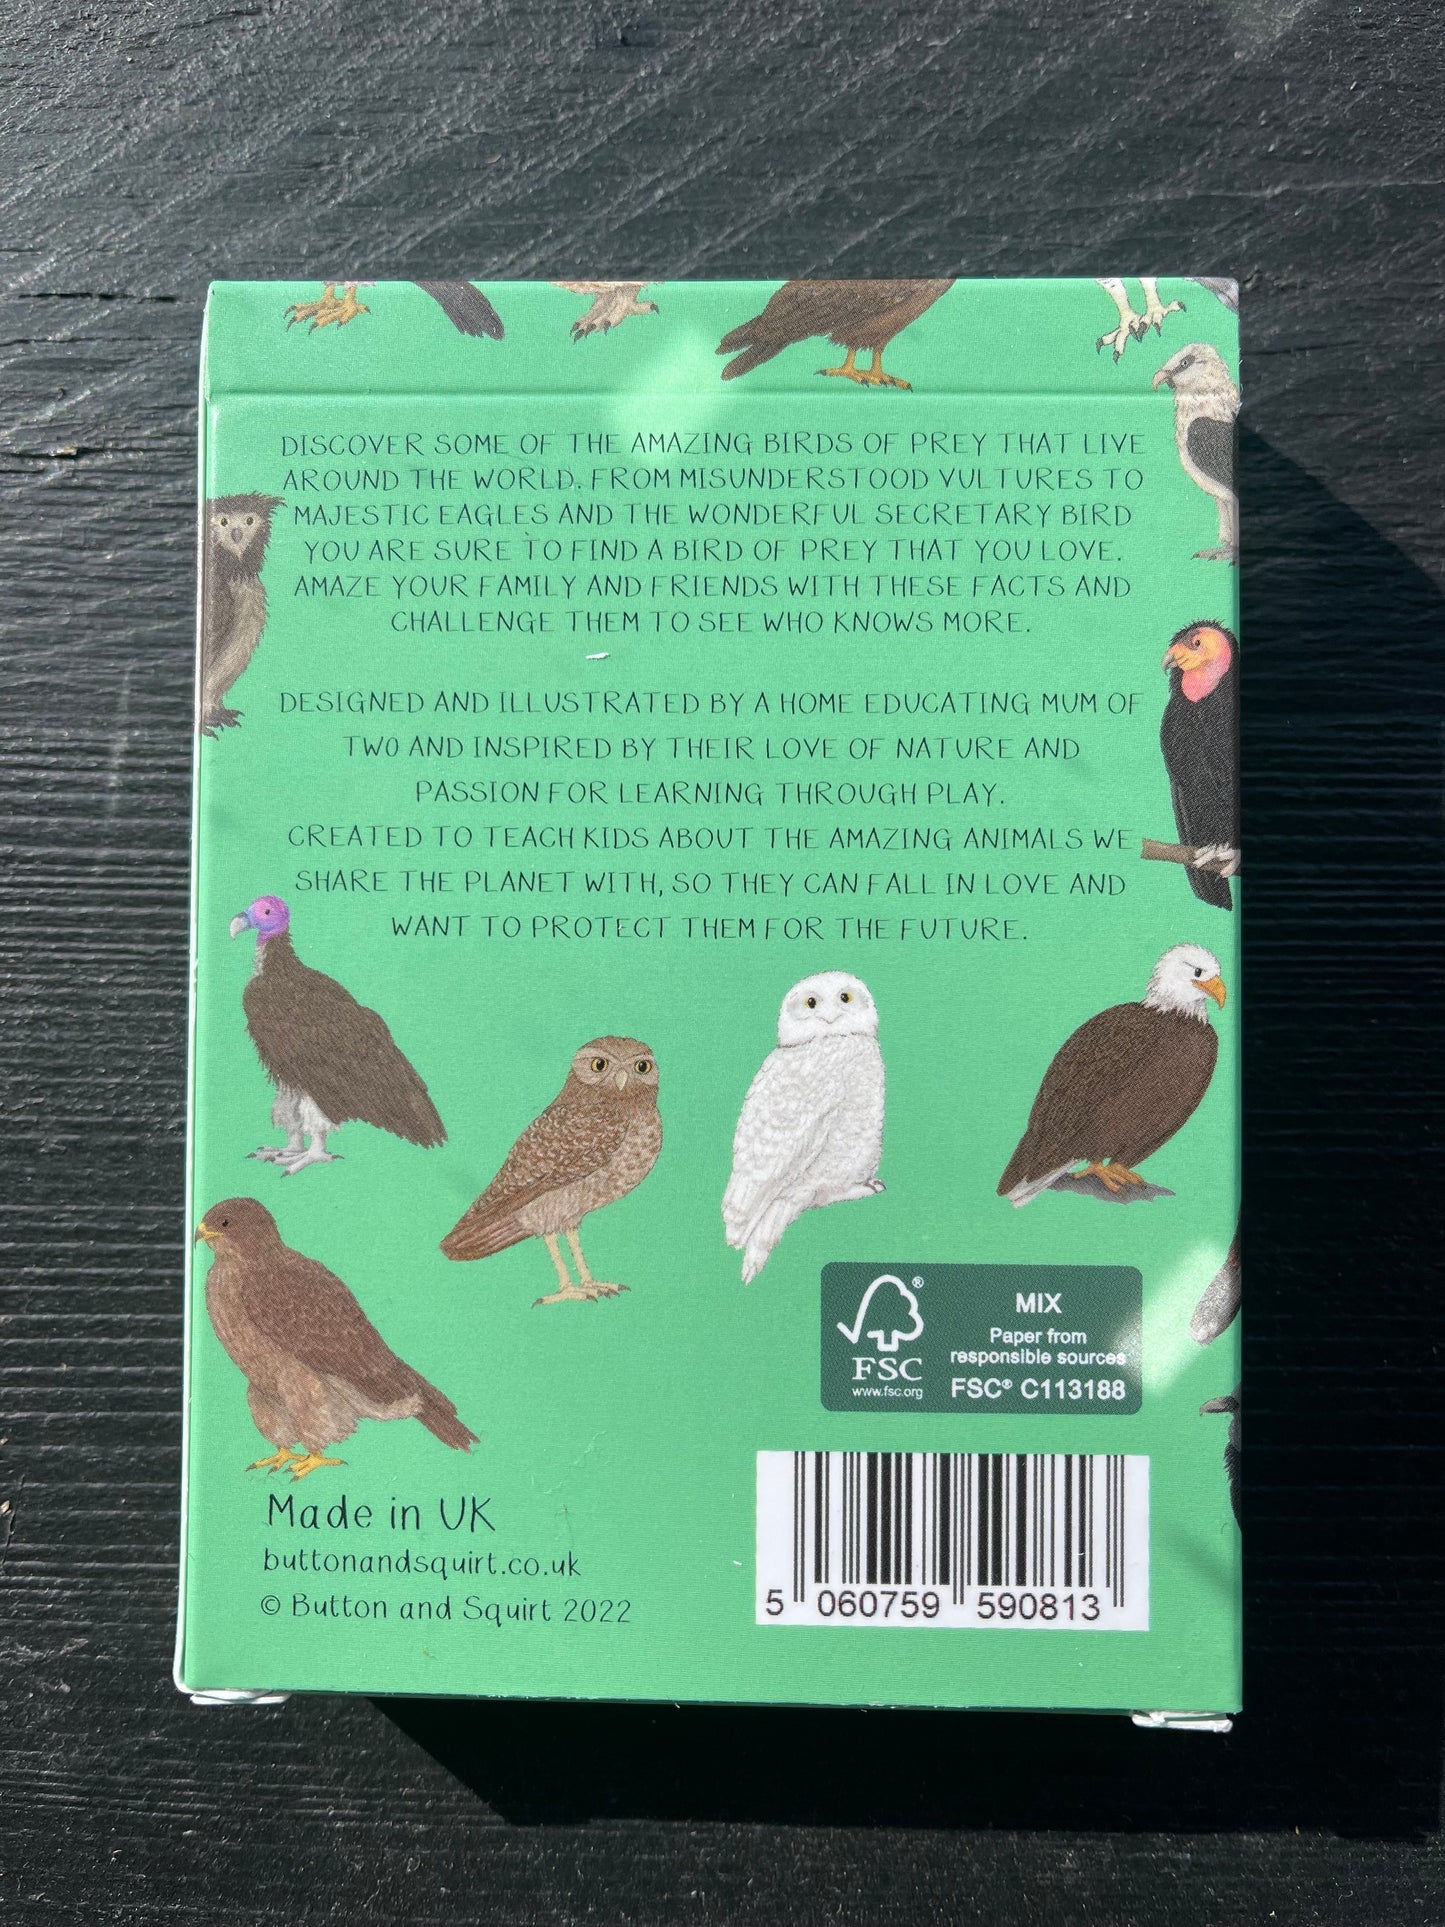 DISCOVER SOME OF THE AMAZING BIRDS OF PREY THAT LIVE
AROUND THE WORLD. FROM MISUNDERSTOOD VULTURES TO
MAJESTIC EAGLES AND THE WONDERFUL SECRETARY BIRD
YOU ARE SURE TO FIND A BIRD OF PREY THAT YOU LOVE.
AMAZE YOUR FAMILY AND FRIENDS WITH THESE FACTS AND
CHALLENGE THEM TO SEE WHO KNOWS MORE.
DESIGNED AND ILLUSTRATED BY A HOME EDUCATING MUM OF
TWO AND INSPIRED BY THEIR LOVE OF NATURE AND
PASSION FOR LEARNING THROUGH PLAY.
CREATED TO TEACH KIDS ABOUT THE AMAZING ANIMALS WE
SHARE THE PLANET WITH, SO THEY CAN FALL IN LOVE AND
WANT TO PROTECT THEM FOR THE FUTURE.
®
FSC
www.fsc.org
MIX
Paper from
responsible sources
FSC® C113188
Made in UK
buttonandsquirt.co.uk
© Button and Squirt 2022
5 060759 590813